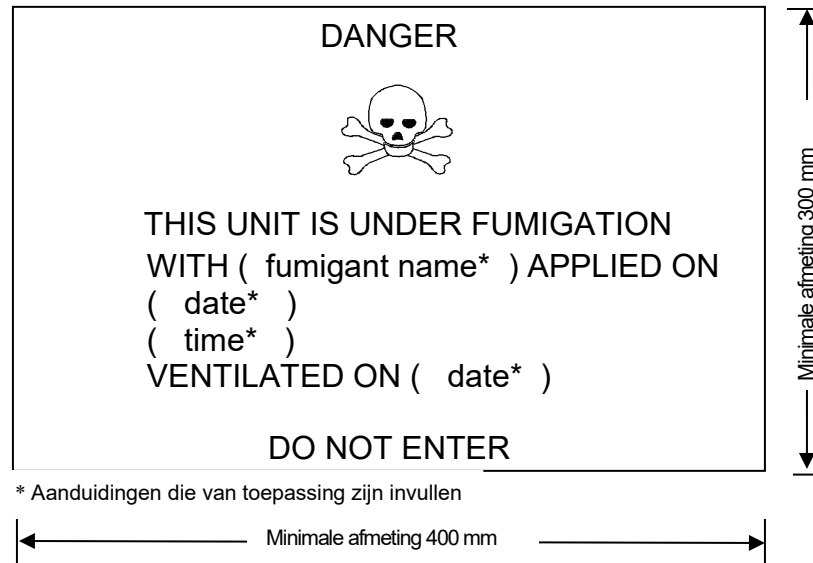 DANGER
THIS UNIT IS UNDER FUMIGATION
WITH ( fumigant name* ) APPLIED ON
( date* )
( time* )
VENTILATED ON ( date* )
DO NOT ENTER
* Aanduidingen die van toepassing zijn invullen
Minimale afmeting 400 mm
Minimale afmeting 300 mm